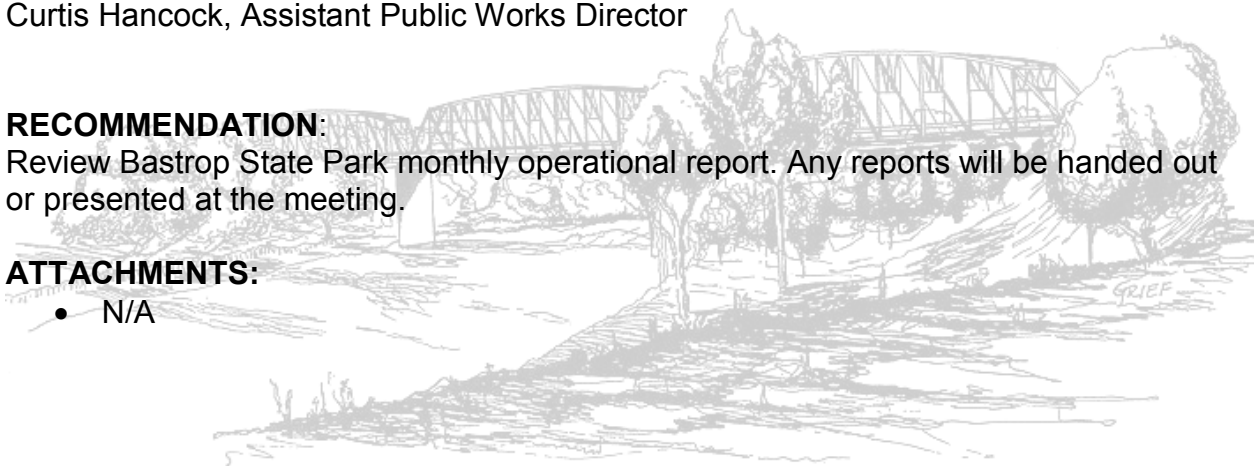 Curtis Hancock, Assistant Public Works Director
RECOMMENDATION:
Review Bastrop State Park monthly operational report. Any reports will be handed out
or presented at the meeting.
ATTACHMENTS:
• N/A
GRIEF